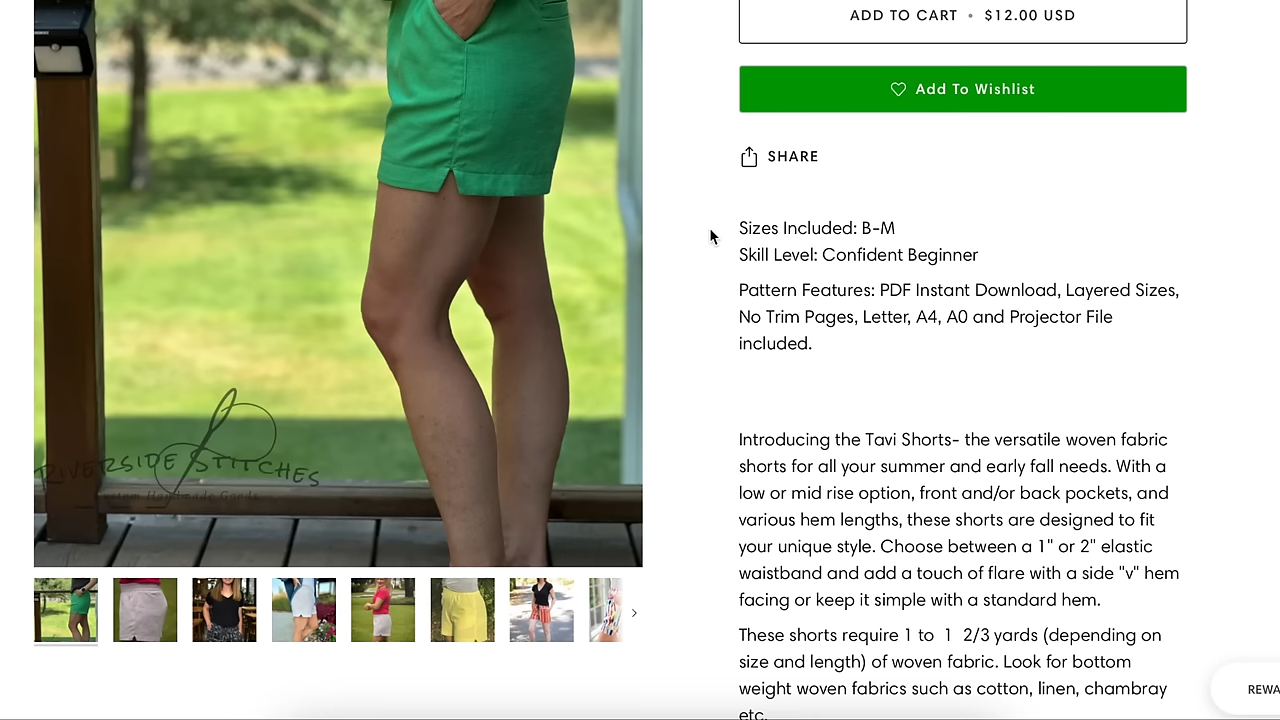 ADD TO CART • $12.00 USD
Add To Wishlist
SHARE
Sizes Included: B-M
Skill Level: Confident Beginner
Pattern Features: PDF Instant Download, Layered Sizes,
No Trim Pages, Letter, A4, A0 and Projector File
included.
Introducing the Tavi Shorts- the versatile woven fabric
shorts for all your summer and early fall needs. With a
low or mid rise option, front and/or back pockets, and
various hem lengths, these shorts are designed to fit
your unique style. Choose between a 1" or 2" elastic
waistband and add a touch of flare with a side "v" hem
facing or keep it simple with a standard hem.
These shorts require 1 to 1 2/3 yards (depending on
size and length) of woven fabric. Look for bottom
weight woven fabrics such as cotton, linen, chambray
etc.
RIVERSIDE STITCHES
Custom Handmade Goods
REWA